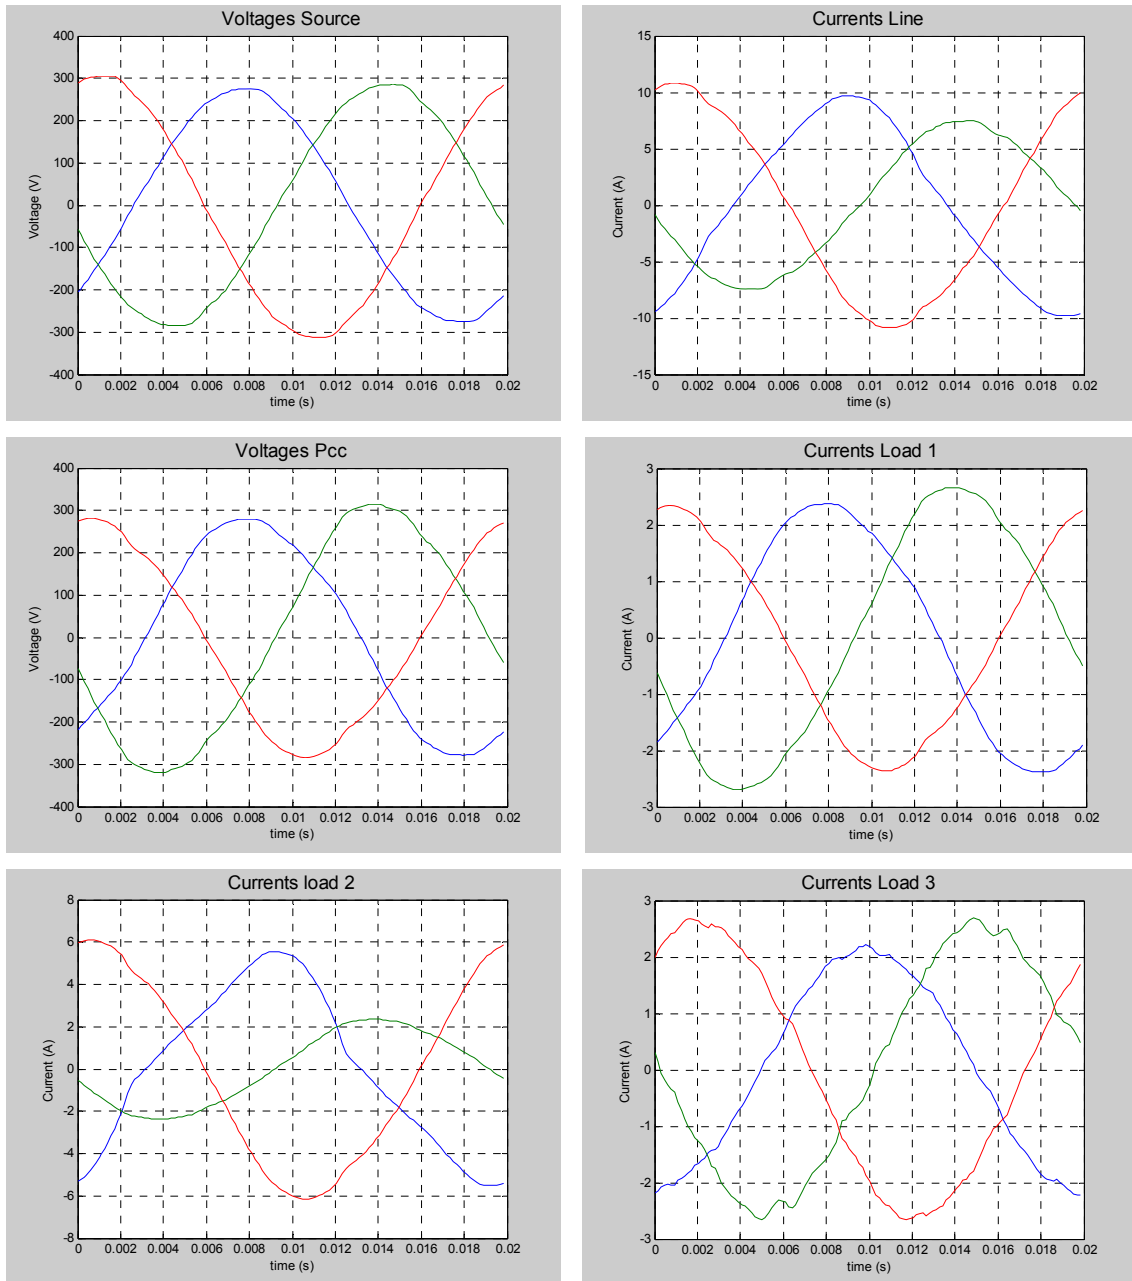 Voltages Source
400
300
200
100
0
-100
-200
-300
-400
Voltage (V)
0 0.002 0.004 0.006 0.008 0.01 0.012 0.014 0.016 0.018 0.02
time (s)
Currents Line
15
10
5
0
-5
-10
-15
Current (A)
0 0.002 0.004 0.006 0.008 0.01 0.012 0.014 0.016 0.018 0.02
time (s)
Voltages Pcc
400
300
200
100
0
-100
-200
-300
-400
Voltage (V)
0 0.002 0.004 0.006 0.008 0.01 0.012 0.014 0.016 0.018 0.02
time (s)
Currents Load 1
3
2
1
0
-1
-2
-3
Current (A)
0 0.002 0.004 0.006 0.008 0.01 0.012 0.014 0.016 0.018 0.02
time (s)
Currents load 2
8
6
4
2
0
-2
-4
-6
-8
Current (A)
0 0.002 0.004 0.006 0.008 0.01 0.012 0.014 0.016 0.018 0.02
time (s)
Currents Load 3
3
2
1
0
-1
-2
-3
Current (A)
0 0.002 0.004 0.006 0.008 0.01 0.012 0.014 0.016 0.018 0.02
time (s)